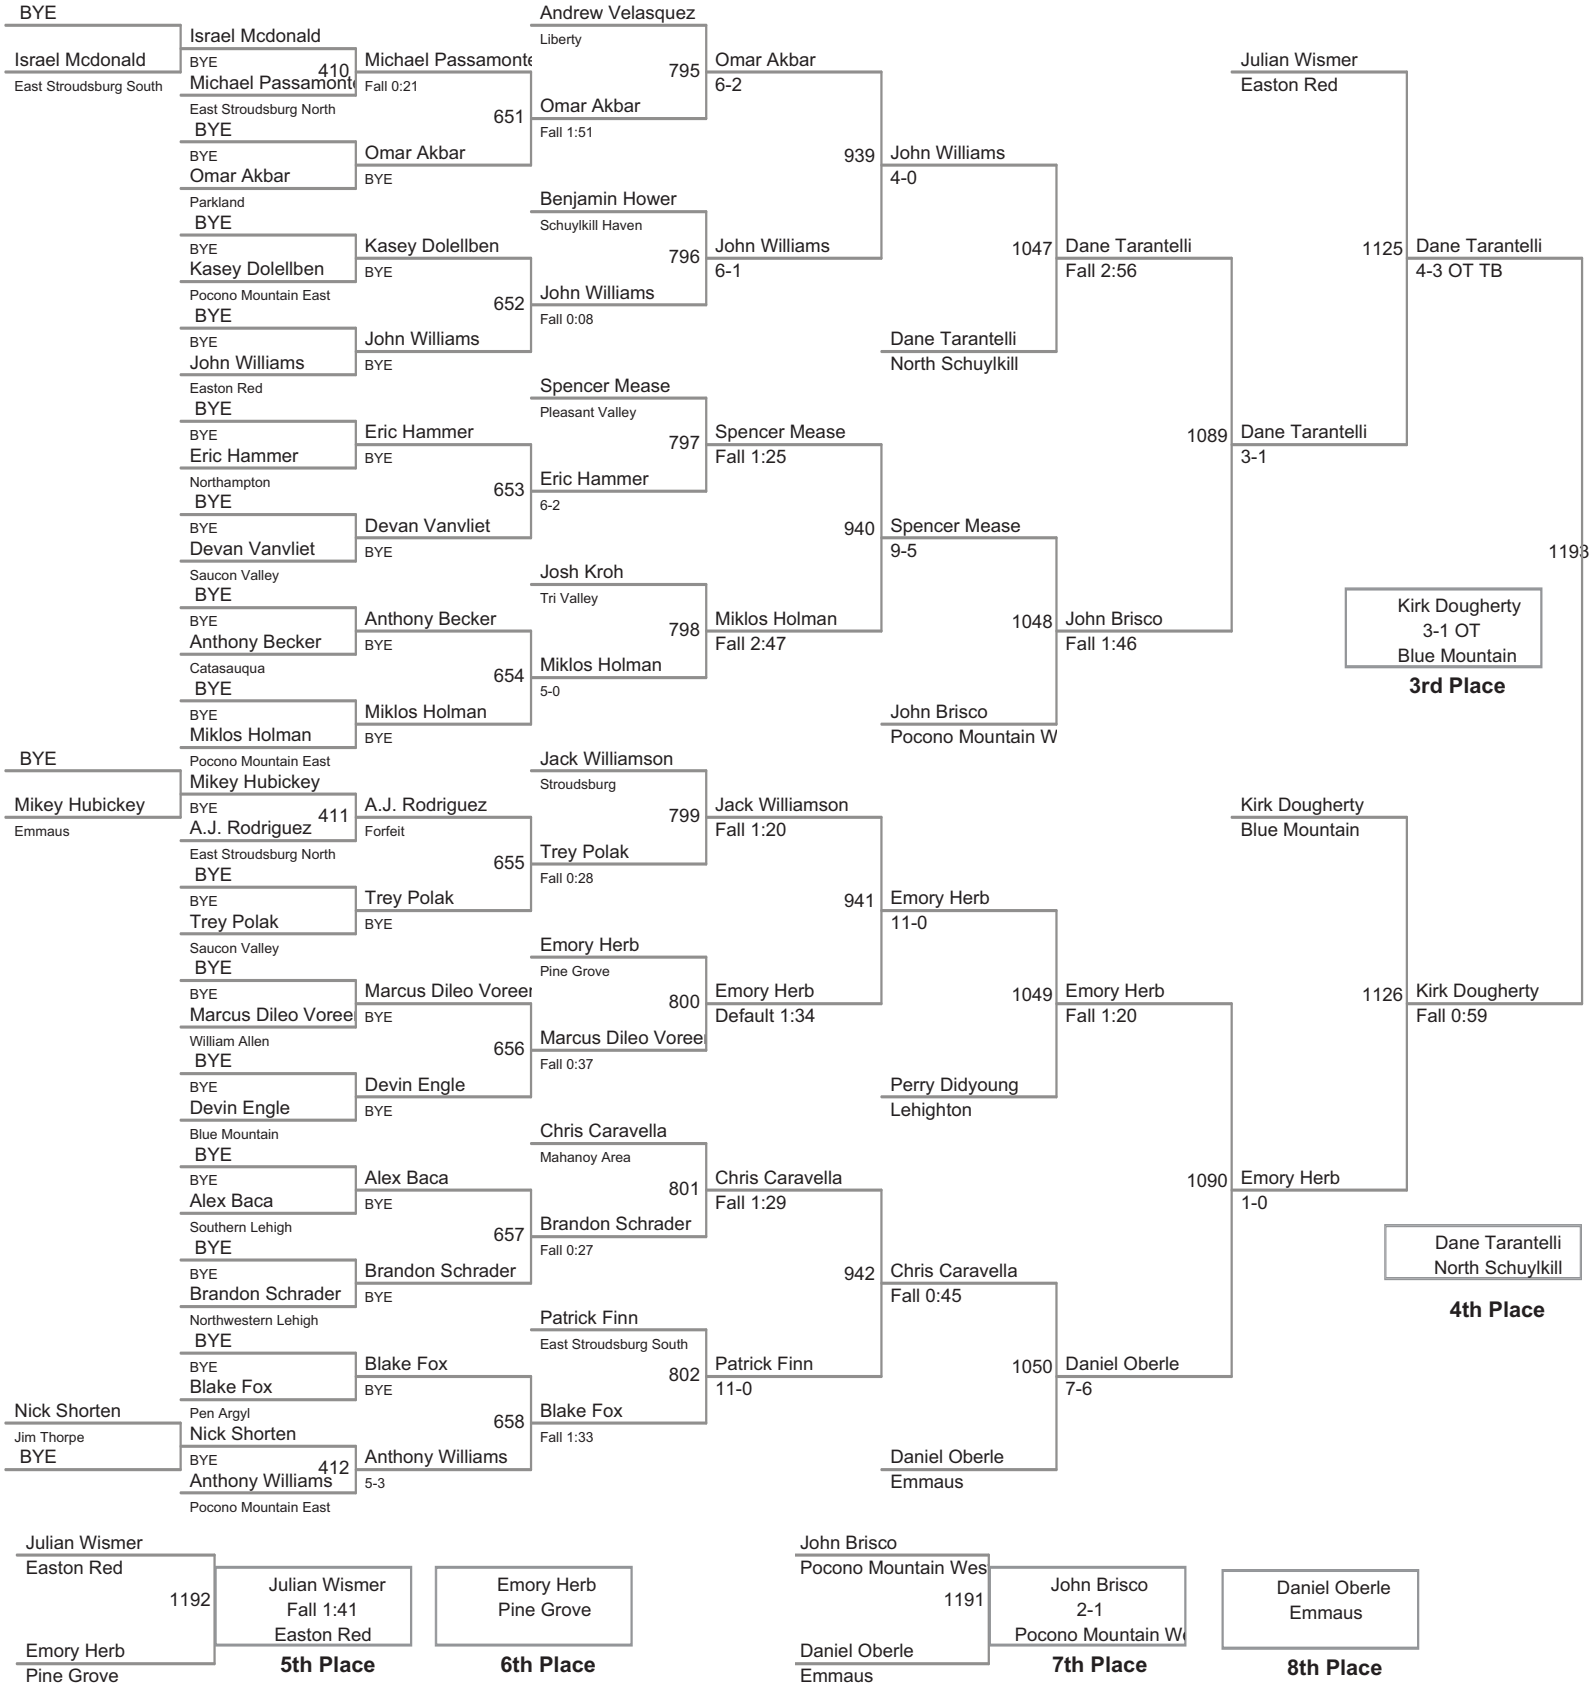 BYE
Israel Mcdonald
East Stroudsburg South
Israel Mcdonald
BYE
410
Michael Passamonte
East Stroudsburg North
BYE
BYE
Omar Akbar
Parkland
BYE
BYE
Kasey Dolellben
Pocono Mountain East
BYE
BYE
John Williams
Easton Red
BYE
BYE
Eric Hammer
Northampton
BYE
BYE
Devan Vanvliet
Saucon Valley
BYE
BYE
Anthony Becker
Catasauqua
BYE
BYE
Miklos Holman
Pocono Mountain East
BYE
Mikey Hubickey
Emmaus
Mikey Hubickey
BYE
411
A.J. Rodriguez
East Stroudsburg North
BYE
BYE
Trey Polak
Saucon Valley
BYE
BYE
Marcus Dileo Voree
William Allen
BYE
BYE
Devin Engle
Blue Mountain
BYE
BYE
Alex Baca
Southern Lehigh
BYE
BYE
Brandon Schrader
Northwestern Lehigh
BYE
BYE
Blake Fox
Pen Argyl
Nick Shorten
Jim Thorpe
BYE
Nick Shorten
BYE
412
Anthony Williams
Pocono Mountain East
Michael Passamonte
Fall 0:21
651
Omar Akbar
BYE
Kasey Dolellben
BYE
652
John Williams
BYE
Eric Hammer
BYE
653
Devan Vanvliet
BYE
Anthony Becker
BYE
654
Miklos Holman
BYE
A.J. Rodriguez
Forfeit
655
Trey Polak
BYE
Marcus Dileo Voreer
BYE
656
Devin Engle
BYE
Alex Baca
BYE
657
Brandon Schrader
BYE
Blake Fox
BYE
658
Anthony Williams
5-3
Andrew Velasquez
Liberty
795
Omar Akbar
Fall 1:51
Benjamin Hower
Schuylkill Haven
796
John Williams
Fall 0:08
Spencer Mease
Pleasant Valley
797
Eric Hammer
6-2
Josh Kroh
Tri Valley
798
Miklos Holman
5-0
Jack Williamson
Stroudsburg
799
Trey Polak
Fall 0:28
Emory Herb
Pine Grove
800
Marcus Dileo Voree
Fall 0:37
Chris Caravella
Mahanoy Area
801
Brandon Schrader
Fall 0:27
Patrick Finn
East Stroudsburg South
802
Blake Fox
Fall 1:33
Omar Akbar
6-2
939
John Williams
6-1
Spencer Mease
Fall 1:25
940
Miklos Holman
Fall 2:47
Jack Williamson
Fall 1:20
941
Emory Herb
Default 1:34
Chris Caravella
Fall 1:29
942
Patrick Finn
11-0
John Williams
4-0
1047
Dane Tarantelli
North Schuylkill
Spencer Mease
9-5
1048
John Brisco
Pocono Mountain W
Emory Herb
11-0
1049
Perry Didyoung
Lehighton
Chris Caravella
Fall 0:45
1050
Daniel Oberle
Emmaus
Dane Tarantelli
Fall 2:56
1089
John Brisco
Fall 1:46
Emory Herb
Fall 1:20
1090
Daniel Oberle
7-6
Julian Wismer
Easton Red
1125
Dane Tarantelli
3-1
Kirk Dougherty
Blue Mountain
1126
Emory Herb
1-0
Dane Tarantelli
4-3 OT TB
1193
Kirk Dougherty
Fall 0:59
Kirk Dougherty
3-1 OT
Blue Mountain
3rd Place
Dane Tarantelli
North Schuylkill
4th Place
Julian Wismer
Easton Red
1192
Emory Herb
Pine Grove
Julian Wismer
Fall 1:41
Easton Red
5th Place
Emory Herb
Pine Grove
6th Place
John Brisco
Pocono Mountain Wes
1191
Daniel Oberle
Emmaus
John Brisco
2-1
Pocono Mountain We
7th Place
Daniel Oberle
Emmaus
8th Place